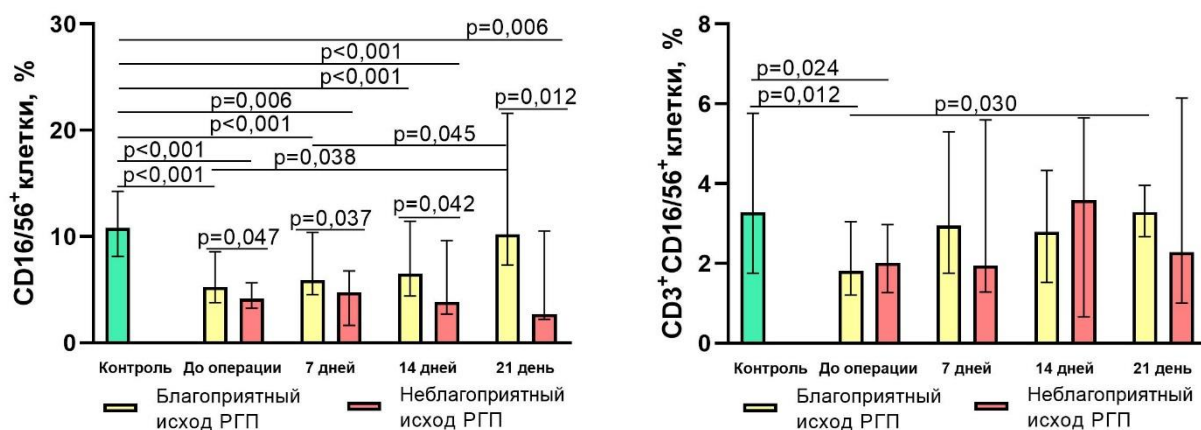 CD16/56⁺ клетки, %
30
20
10
0
p=0,006
p<0,001
p<0,001
p=0,012
p=0,006
p<0,001
p=0,045
p<0,001
p=0,038
p<0,001
p=0,042
p=0,037
p=0,047
Контроль До операции 7 дней 14 дней 21 день
Благоприятный исход РГП
Неблагоприятный исход РГП
CD3⁺CD16/56⁺ клетки, %
8
6
4
2
0
p=0,024
p=0,012
p=0,030
Контроль До операции 7 дней 14 дней 21 день
Благоприятный исход РГП
Неблагоприятный исход РГП